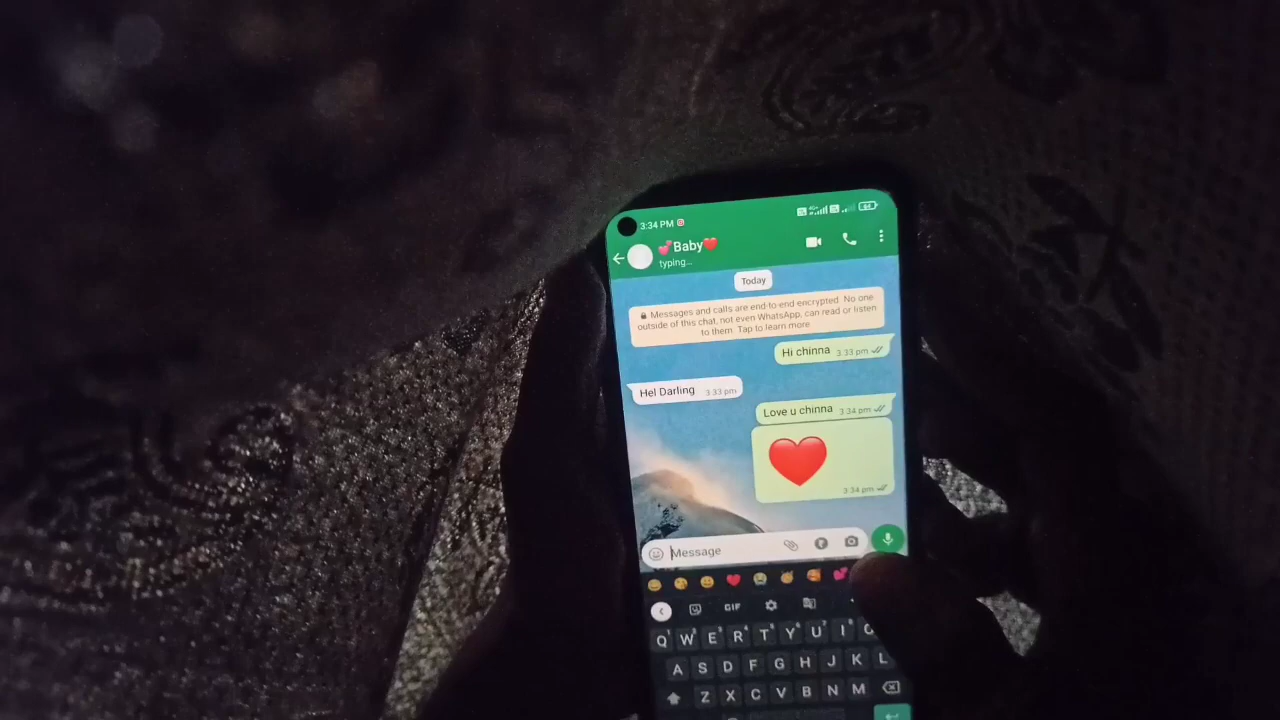 3:34 PM
💕Baby❤️
typing...
Today
Messages and calls are end-to-end encrypted. No one
outside of this chat, not even WhatsApp, can read or listen
to them. Tap to learn more
Hi chinna 3:33 pm
Hel Darling 3:33 pm
Love u chinna 3:34 pm
3:34 pm
Message
GIF
Q W E R T Y U I
A S D F G H J K L
Z X C V B N M